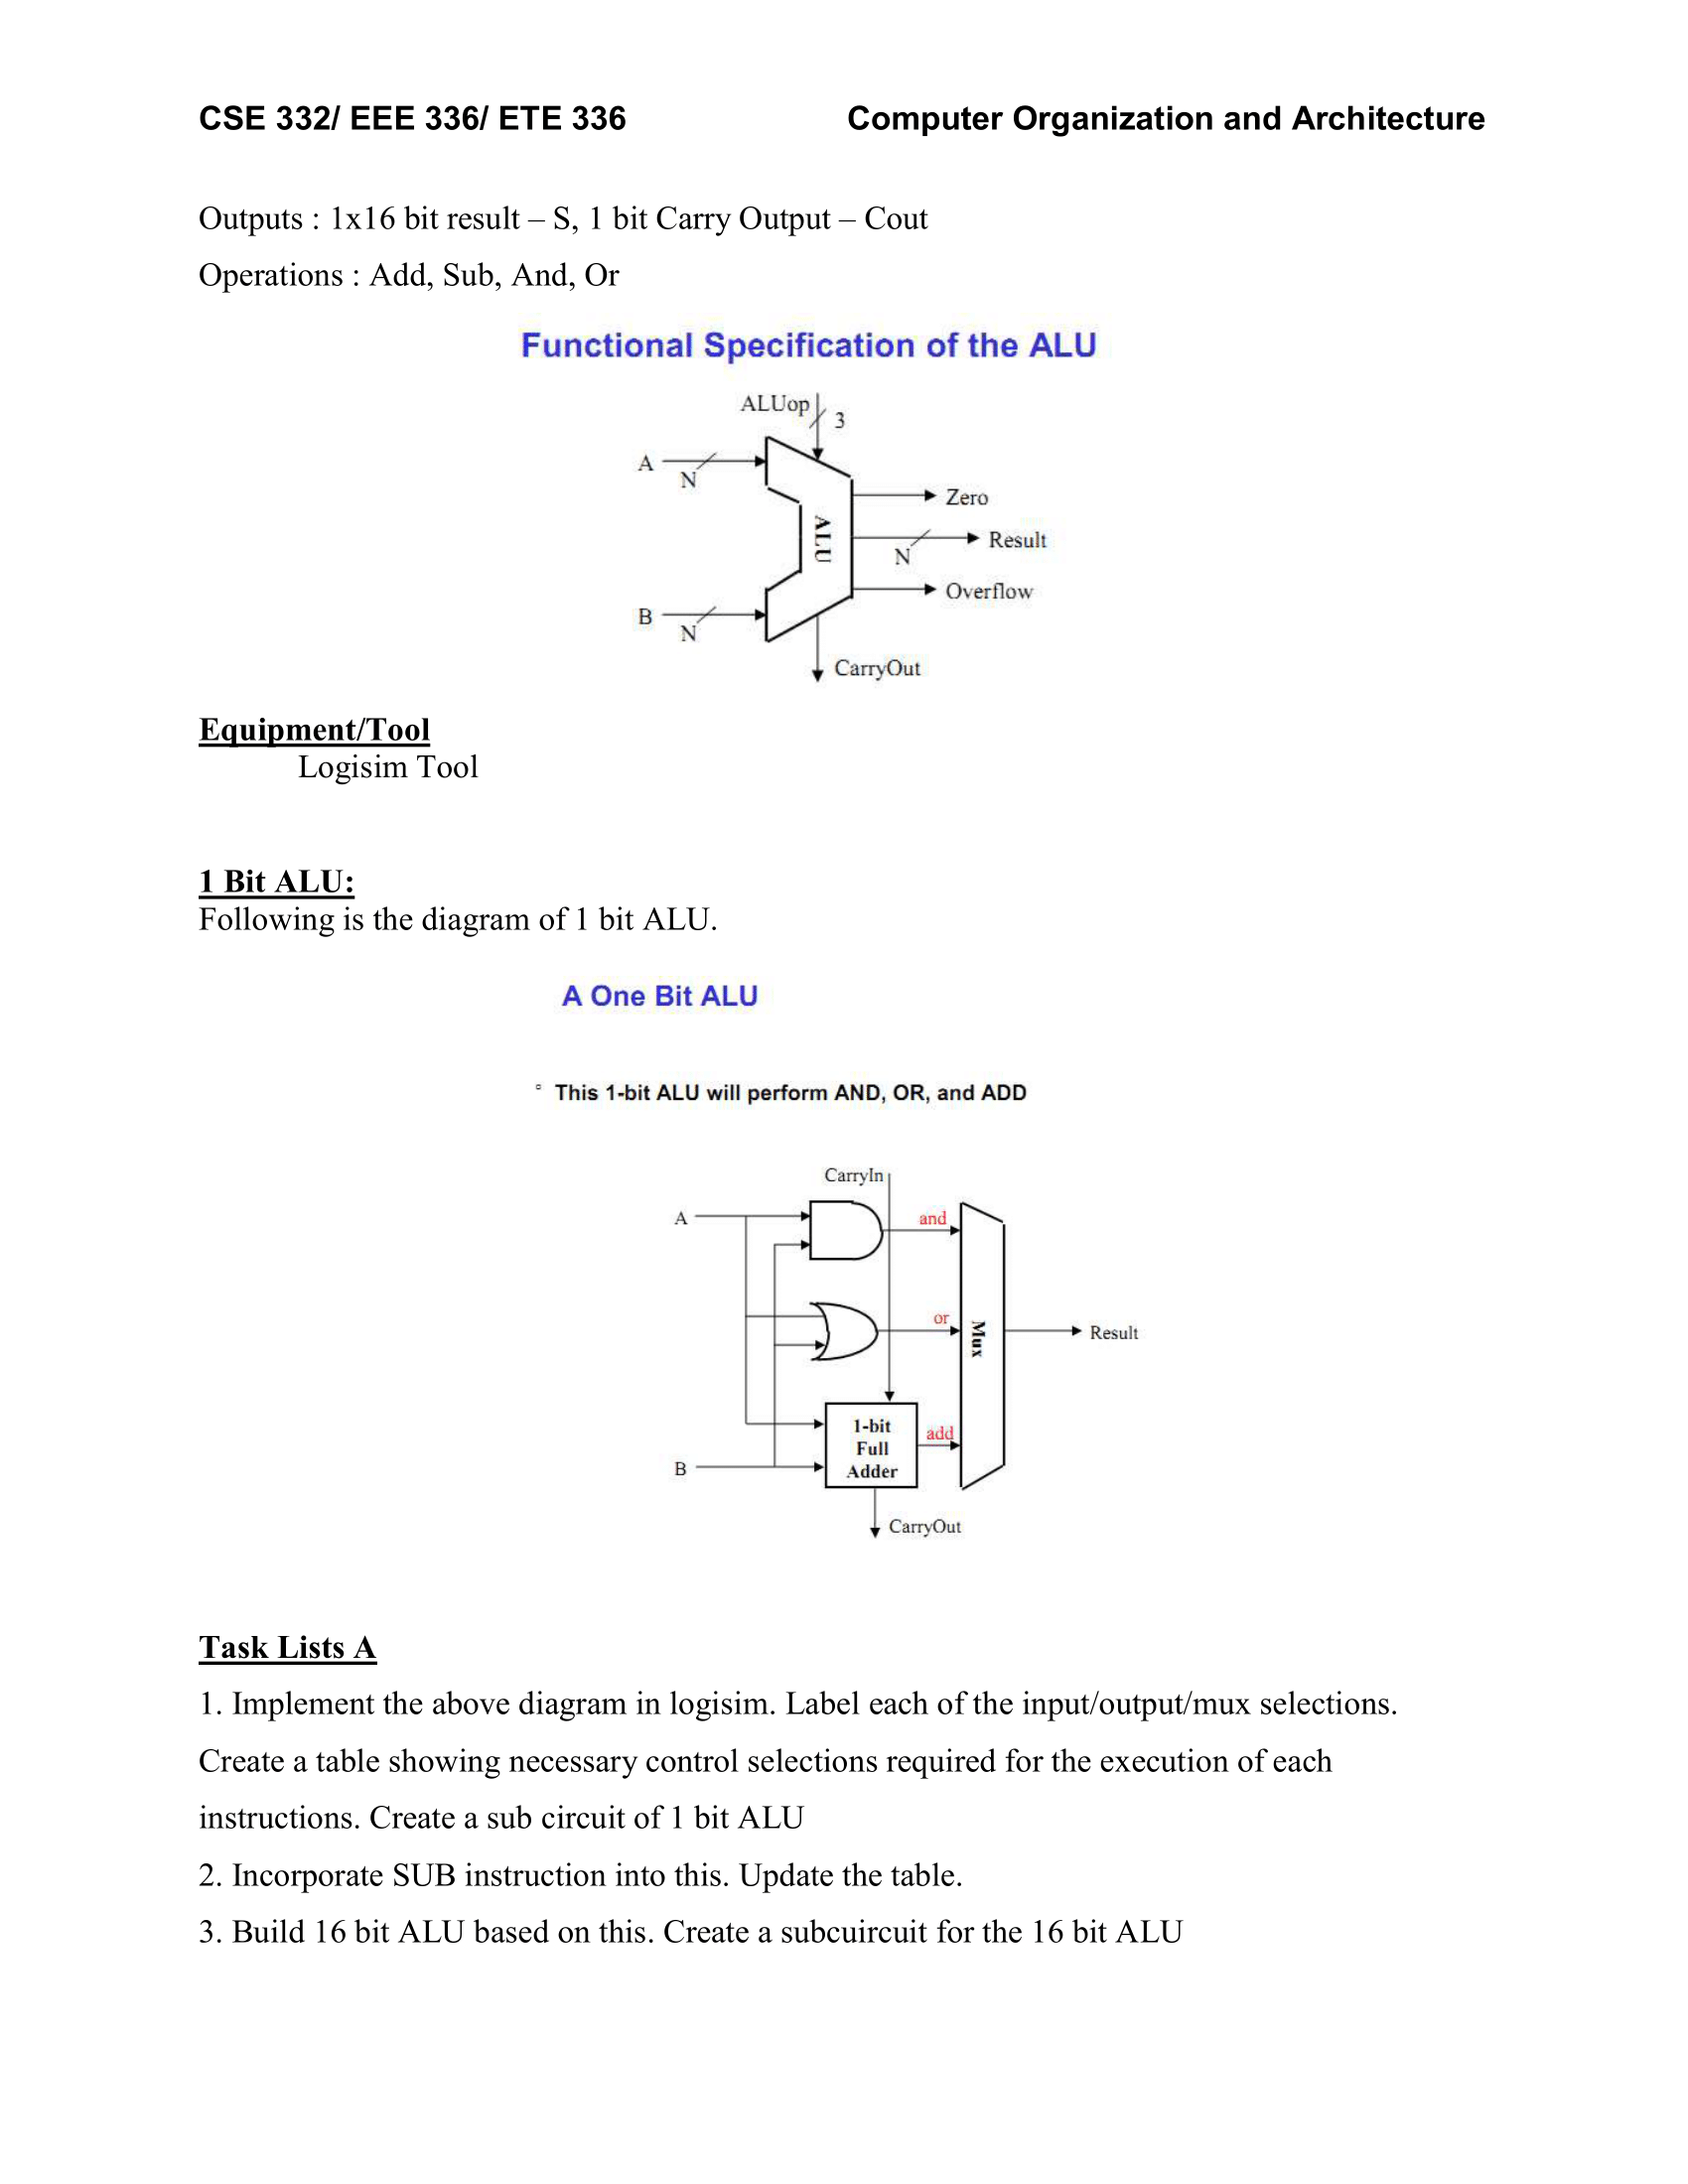 CSE 332/ EEE 336/ ETE 336 Computer Organization and Architecture
Outputs : 1x16 bit result – S, 1 bit Carry Output – Cout
Operations : Add, Sub, And, Or
Functional Specification of the ALU
ALUop
3
A
N
Zero
ALU
Result
N
Overflow
B
N
CarryOut
Equipment/Tool
Logisim Tool
1 Bit ALU:
Following is the diagram of 1 bit ALU.
A One Bit ALU
° This 1-bit ALU will perform AND, OR, and ADD
CarryIn
A
and
or
Mux
Result
1-bit
Full
Adder
add
B
CarryOut
Task Lists A
1. Implement the above diagram in logisim. Label each of the input/output/mux selections.
Create a table showing necessary control selections required for the execution of each
instructions. Create a sub circuit of 1 bit ALU
2. Incorporate SUB instruction into this. Update the table.
3. Build 16 bit ALU based on this. Create a subcuircuit for the 16 bit ALU